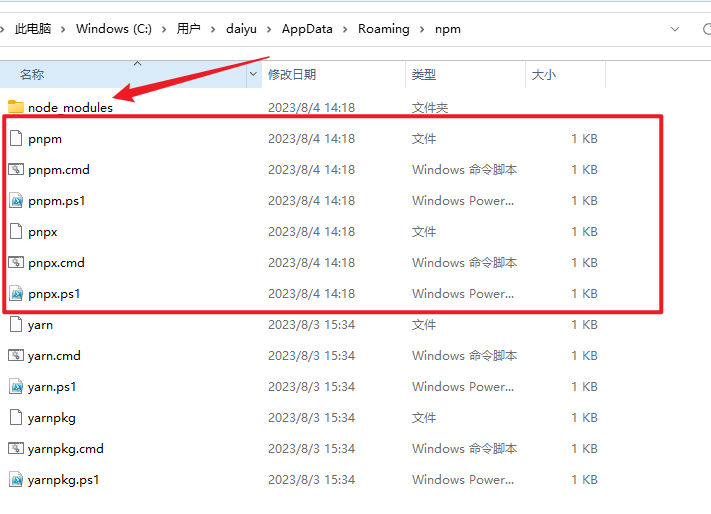 此电脑 > Windows (C:) > 用户 > daiyu > AppData > Roaming > npm
名称 修改日期 类型 大小
node_modules 2023/8/4 14:18 文件夹
pnpm 2023/8/4 14:18 文件 1 KB
pnpm.cmd 2023/8/4 14:18 Windows 命令脚本 1 KB
pnpm.ps1 2023/8/4 14:18 Windows Power... 1 KB
pnpx 2023/8/4 14:18 文件 1 KB
pnpx.cmd 2023/8/4 14:18 Windows 命令脚本 1 KB
pnpx.ps1 2023/8/4 14:18 Windows Power... 1 KB
yarn 2023/8/3 15:34 文件 1 KB
yarn.cmd 2023/8/3 15:34 Windows 命令脚本 1 KB
yarn.ps1 2023/8/3 15:34 Windows Power... 1 KB
yarnpkg 2023/8/3 15:34 文件 1 KB
yarnpkg.cmd 2023/8/3 15:34 Windows 命令脚本 1 KB
yarnpkg.ps1 2023/8/3 15:34 Windows Power... 1 KB